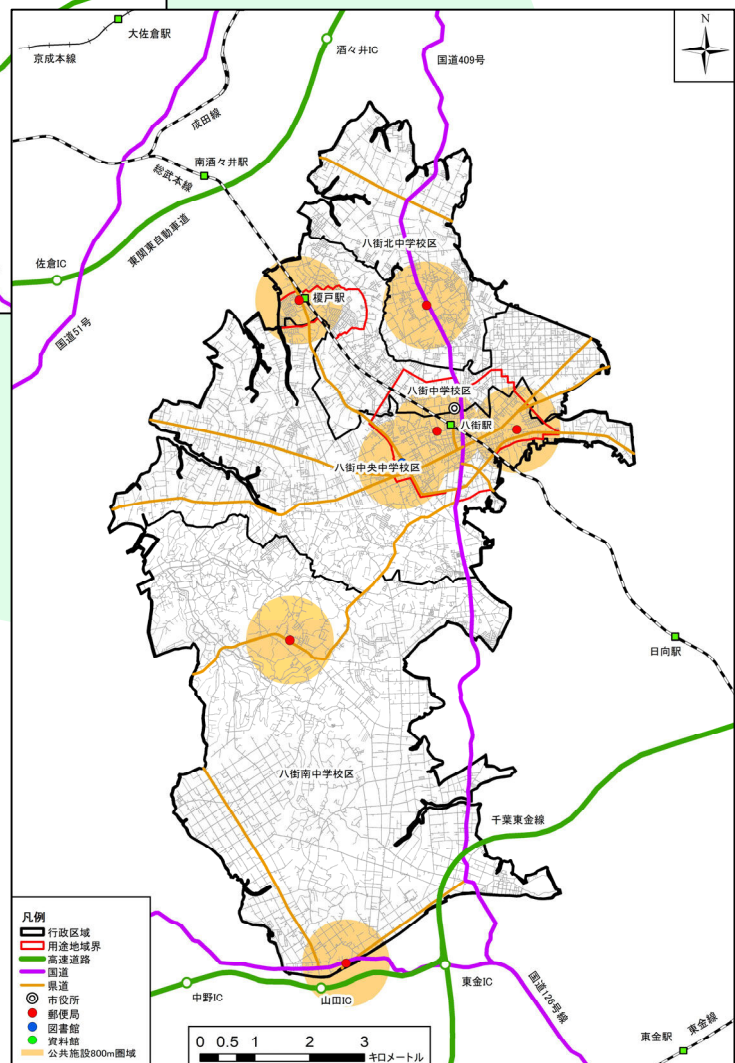 大佐倉駅
京成本線
酒々井IC
国道409号
N
成田線
南酒々井駅
総武本線
東関東自動車道
佐倉IC
国道51号
八街北中学校区
榎戸駅
八街中学校区
八街駅
八街中央中学校区
日向駅
八街南中学校区
千葉東金線
中野IC
山田IC
東金IC
国道126号線
東金駅
東金線
凡例
行政区域
用途地域界
高速道路
国道
県道
市役所
郵便局
図書館
資料館
公共施設800m圏域
0 0.5 1 2 3
キロメートル